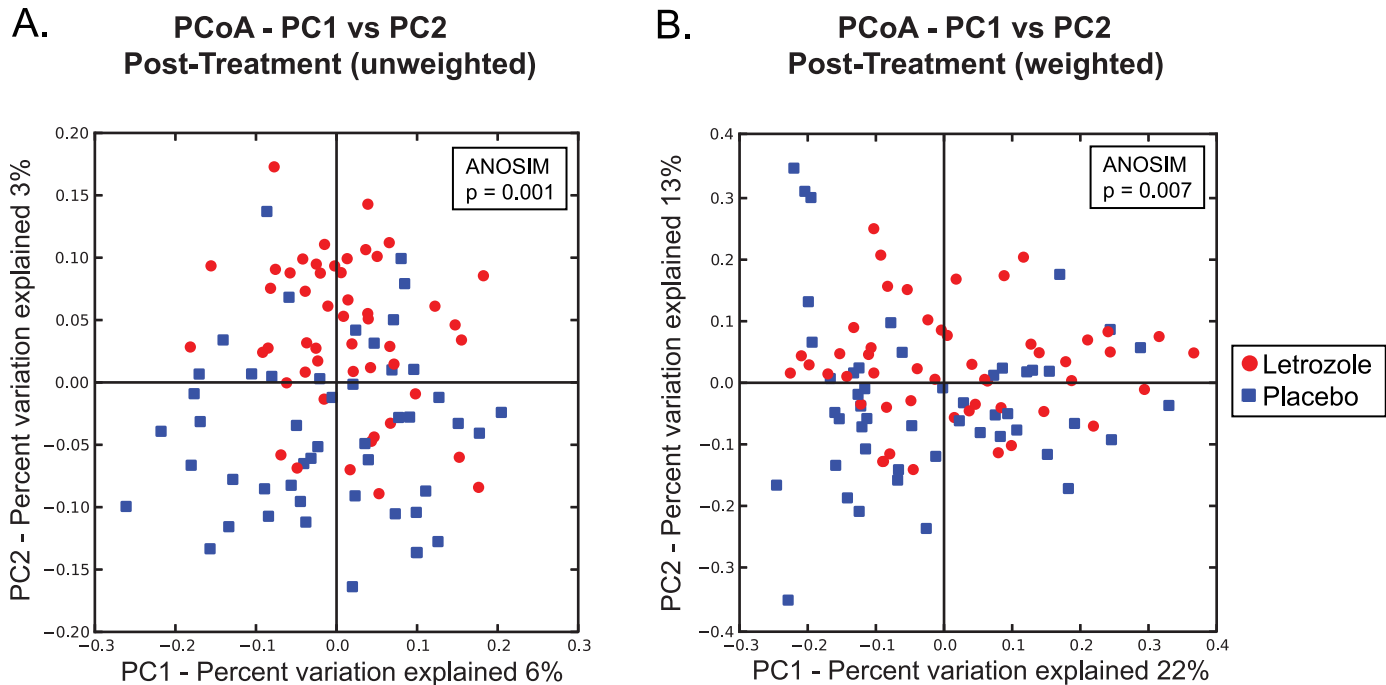 A.
PCoA - PC1 vs PC2
Post-Treatment (unweighted)
ANOSIM
p = 0.001
0.20
0.15
0.10
0.05
0.00
−0.05
−0.10
−0.15
−0.20
PC2 - Percent variation explained 3%
−0.3
−0.2
−0.1
0.0
0.1
0.2
0.3
PC1 - Percent variation explained 6%
B.
PCoA - PC1 vs PC2
Post-Treatment (weighted)
ANOSIM
p = 0.007
0.4
0.3
0.2
0.1
0.0
−0.1
−0.2
−0.3
−0.4
PC2 - Percent variation explained 13%
−0.3
−0.2
−0.1
0.0
0.1
0.2
0.3
0.4
PC1 - Percent variation explained 22%
Letrozole
Placebo